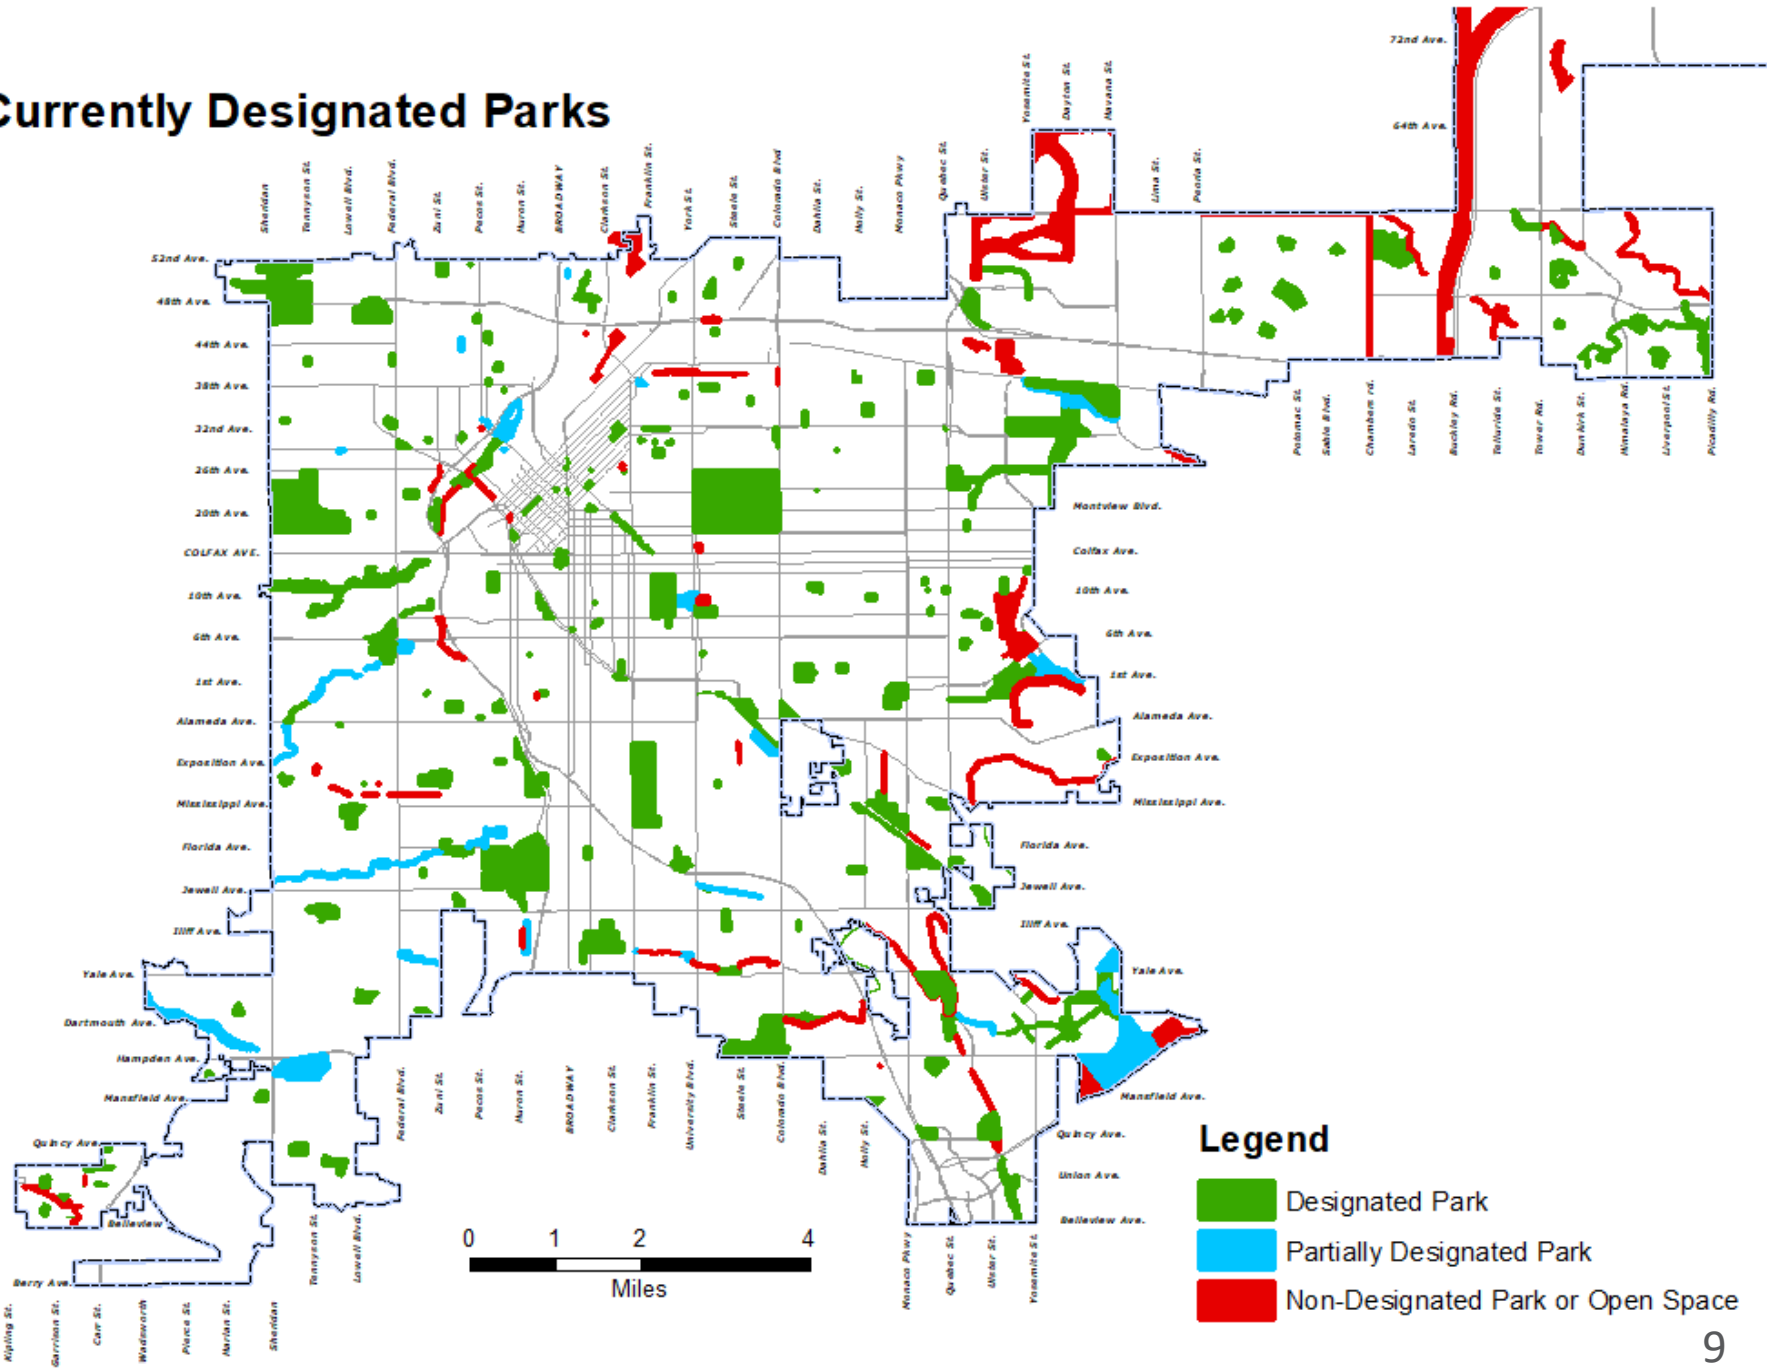 Currently Designated Parks
72nd Ave.
64th Ave.
Yosemite St.
Dayton St.
Havana St.
Sheridan
Tennyson St.
Lowell Blvd.
Federal Blvd.
Zuni St.
Pecos St.
Huron St.
BROADWAY
Clarkson St.
Franklin St.
York St.
Steele St.
Colorado Blvd
Dahlia St.
Holly St.
Monaco Pkwy
Quebec St.
Ulster St.
Lima St.
Peoria St.
52nd Ave.
48th Ave.
44th Ave.
38th Ave.
32nd Ave.
26th Ave.
20th Ave.
COLFAX AVE.
10th Ave.
6th Ave.
1st Ave.
Alameda Ave.
Exposition Ave.
Mississippi Ave.
Florida Ave.
Jewell Ave.
Iliff Ave.
Yale Ave.
Dartmouth Ave.
Hampden Ave.
Mansfield Ave.
Quincy Ave.
Belleview
Berry Ave.
Potomac St.
Sable Blvd.
Chambers rd.
Laredo St.
Buckley Rd.
Telluride St.
Tower Rd.
Dunkirk St.
Himalaya Rd.
Liverpool St.
Picadilly Rd.
Montview Blvd.
Colfax Ave.
10th Ave.
6th Ave.
1st Ave.
Alameda Ave.
Exposition Ave.
Mississippi Ave.
Florida Ave.
Jewell Ave.
Iliff Ave.
Yale Ave.
Mansfield Ave.
Quincy Ave.
Union Ave.
Belleview Ave.
Federal Blvd.
Zuni St.
Pecos St.
Huron St.
BROADWAY
Clarkson St.
Franklin St.
University Blvd.
Steele St.
Colorado Blvd.
Dahlia St.
Holly St.
Monaco Pkwy
Quebec St.
Ulster St.
Yosemite St.
Kipling St.
Garrison St.
Carr St.
Wadsworth
Pierce St.
Harlan St.
Sheridan
Tennyson St.
Lowell Blvd.
0 1 2 4
Miles
Legend
Designated Park
Partially Designated Park
Non-Designated Park or Open Space
9